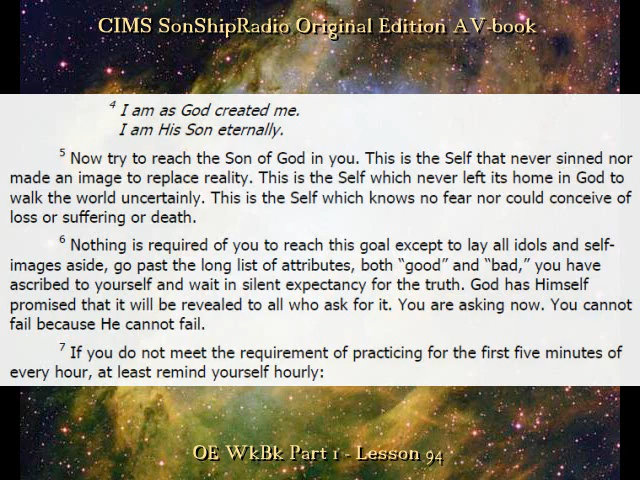 CIMS SonShipRadio Original Edition AV-book
4 I am as God created me.
I am His Son eternally.
5 Now try to reach the Son of God in you. This is the Self that never sinned nor
made an image to replace reality. This is the Self which never left its home in God to
walk the world uncertainly. This is the Self which knows no fear nor could conceive of
loss or suffering or death.
6 Nothing is required of you to reach this goal except to lay all idols and self-
images aside, go past the long list of attributes, both “good” and “bad,” you have
ascribed to yourself and wait in silent expectancy for the truth. God has Himself
promised that it will be revealed to all who ask for it. You are asking now. You cannot
fail because He cannot fail.
7 If you do not meet the requirement of practicing for the first five minutes of
every hour, at least remind yourself hourly:
OE WkBk Part 1 - Lesson 94